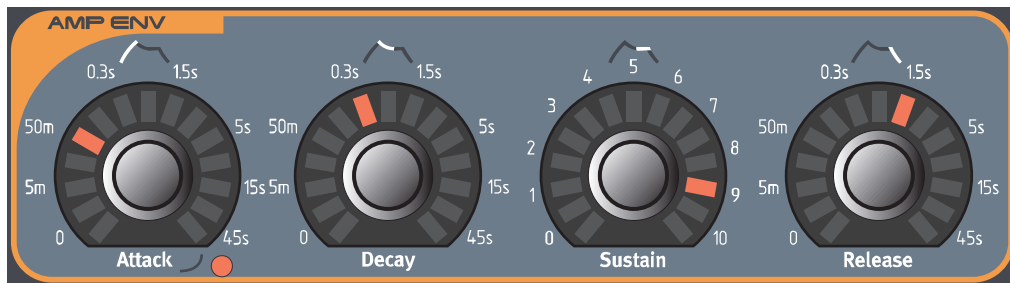 AMP ENV
0 5m 50m 0.3s 1.5s 5s 15s 45s
Attack
0 5m 50m 0.3s 1.5s 5s 15s 45s
Decay
0 1 2 3 4 5 6 7 8 9 10
Sustain
0 5m 50m 0.3s 1.5s 5s 15s 45s
Release